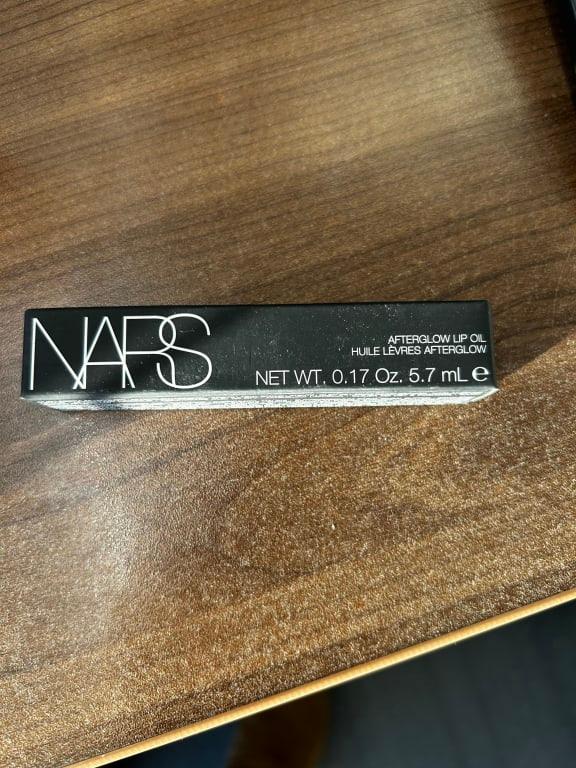 NARS
AFTERGLOW LIP OIL
HUILE LÈVRES AFTERGLOW
NET WT. 0.17 Oz. 5.7 mL ℮